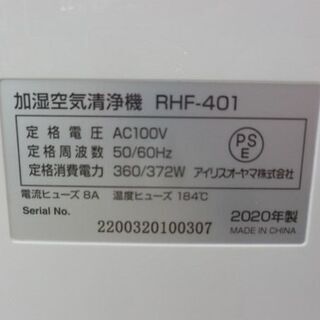 加湿空気清浄機 RHF-401
定格電圧 AC100V
定格周波数 50/60Hz
定格消費電力 360/372W
PS
E
アイリスオーヤマ株式会社
電流ヒューズ 8A 温度ヒューズ 184℃
Serial No.
2200320100307
2020年製
MADE IN CHINA